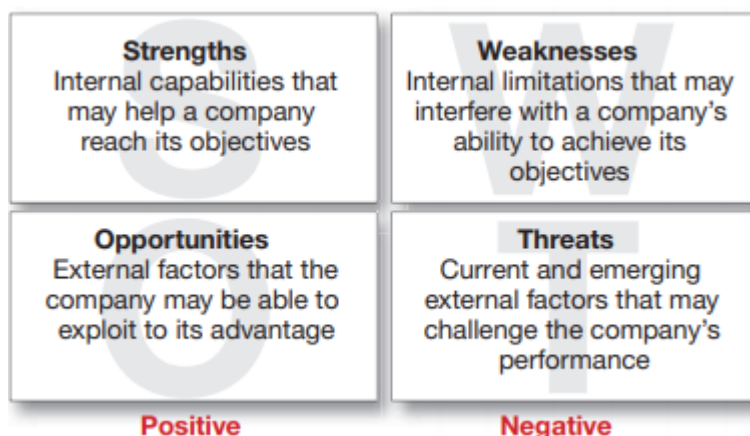 Strengths
Internal capabilities that
may help a company
reach its objectives
Weaknesses
Internal limitations that may
interfere with a company's
ability to achieve its
objectives
Opportunities
External factors that the
company may be able to
exploit to its advantage
Threats
Current and emerging
external factors that may
challenge the company's
performance
Positive
Negative
S
W
O
T